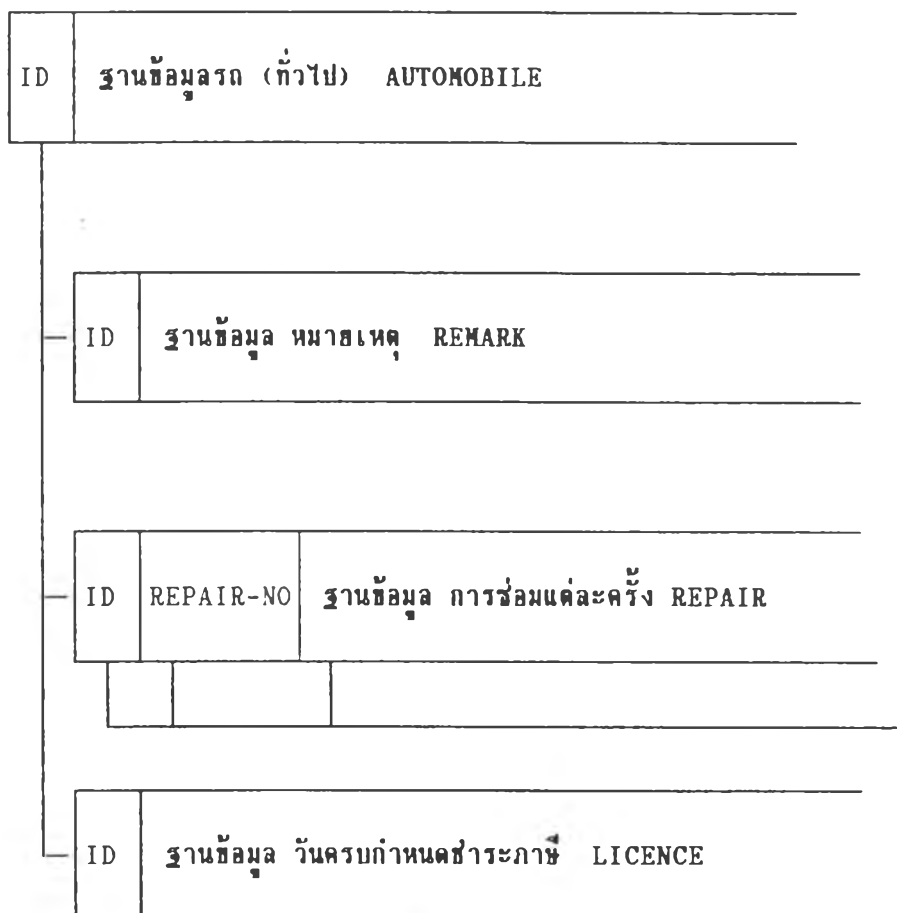 ID ฐานข้อมูลรถ (ทั่วไป) AUTOMOBILE
ID ฐานข้อมูล หมายเหตุ REMARK
ID REPAIR-NO ฐานข้อมูล การซ่อมแต่ละครั้ง REPAIR
ID ฐานข้อมูล วันครบกำหนดชำระภาษี LICENCE